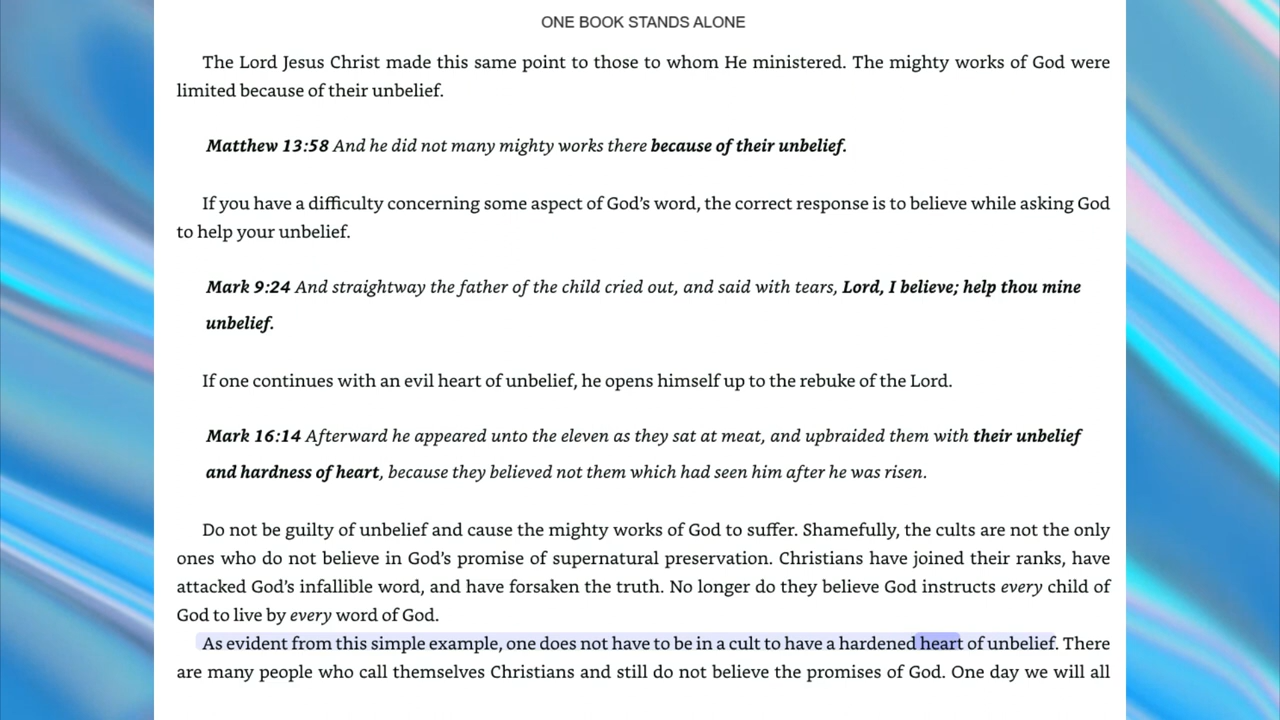 ONE BOOK STANDS ALONE
The Lord Jesus Christ made this same point to those to whom He ministered. The mighty works of God were
limited because of their unbelief.
Matthew 13:58 And he did not many mighty works there because of their unbelief.
If you have a difficulty concerning some aspect of God’s word, the correct response is to believe while asking God
to help your unbelief.
Mark 9:24 And straightway the father of the child cried out, and said with tears, Lord, I believe; help thou mine
unbelief.
If one continues with an evil heart of unbelief, he opens himself up to the rebuke of the Lord.
Mark 16:14 Afterward he appeared unto the eleven as they sat at meat, and upbraided them with their unbelief
and hardness of heart, because they believed not them which had seen him after he was risen.
Do not be guilty of unbelief and cause the mighty works of God to suffer. Shamefully, the cults are not the only
ones who do not believe in God’s promise of supernatural preservation. Christians have joined their ranks, have
attacked God’s infallible word, and have forsaken the truth. No longer do they believe God instructs every child of
God to live by every word of God.
As evident from this simple example, one does not have to be in a cult to have a hardened heart of unbelief. There
are many people who call themselves Christians and still do not believe the promises of God. One day we will all